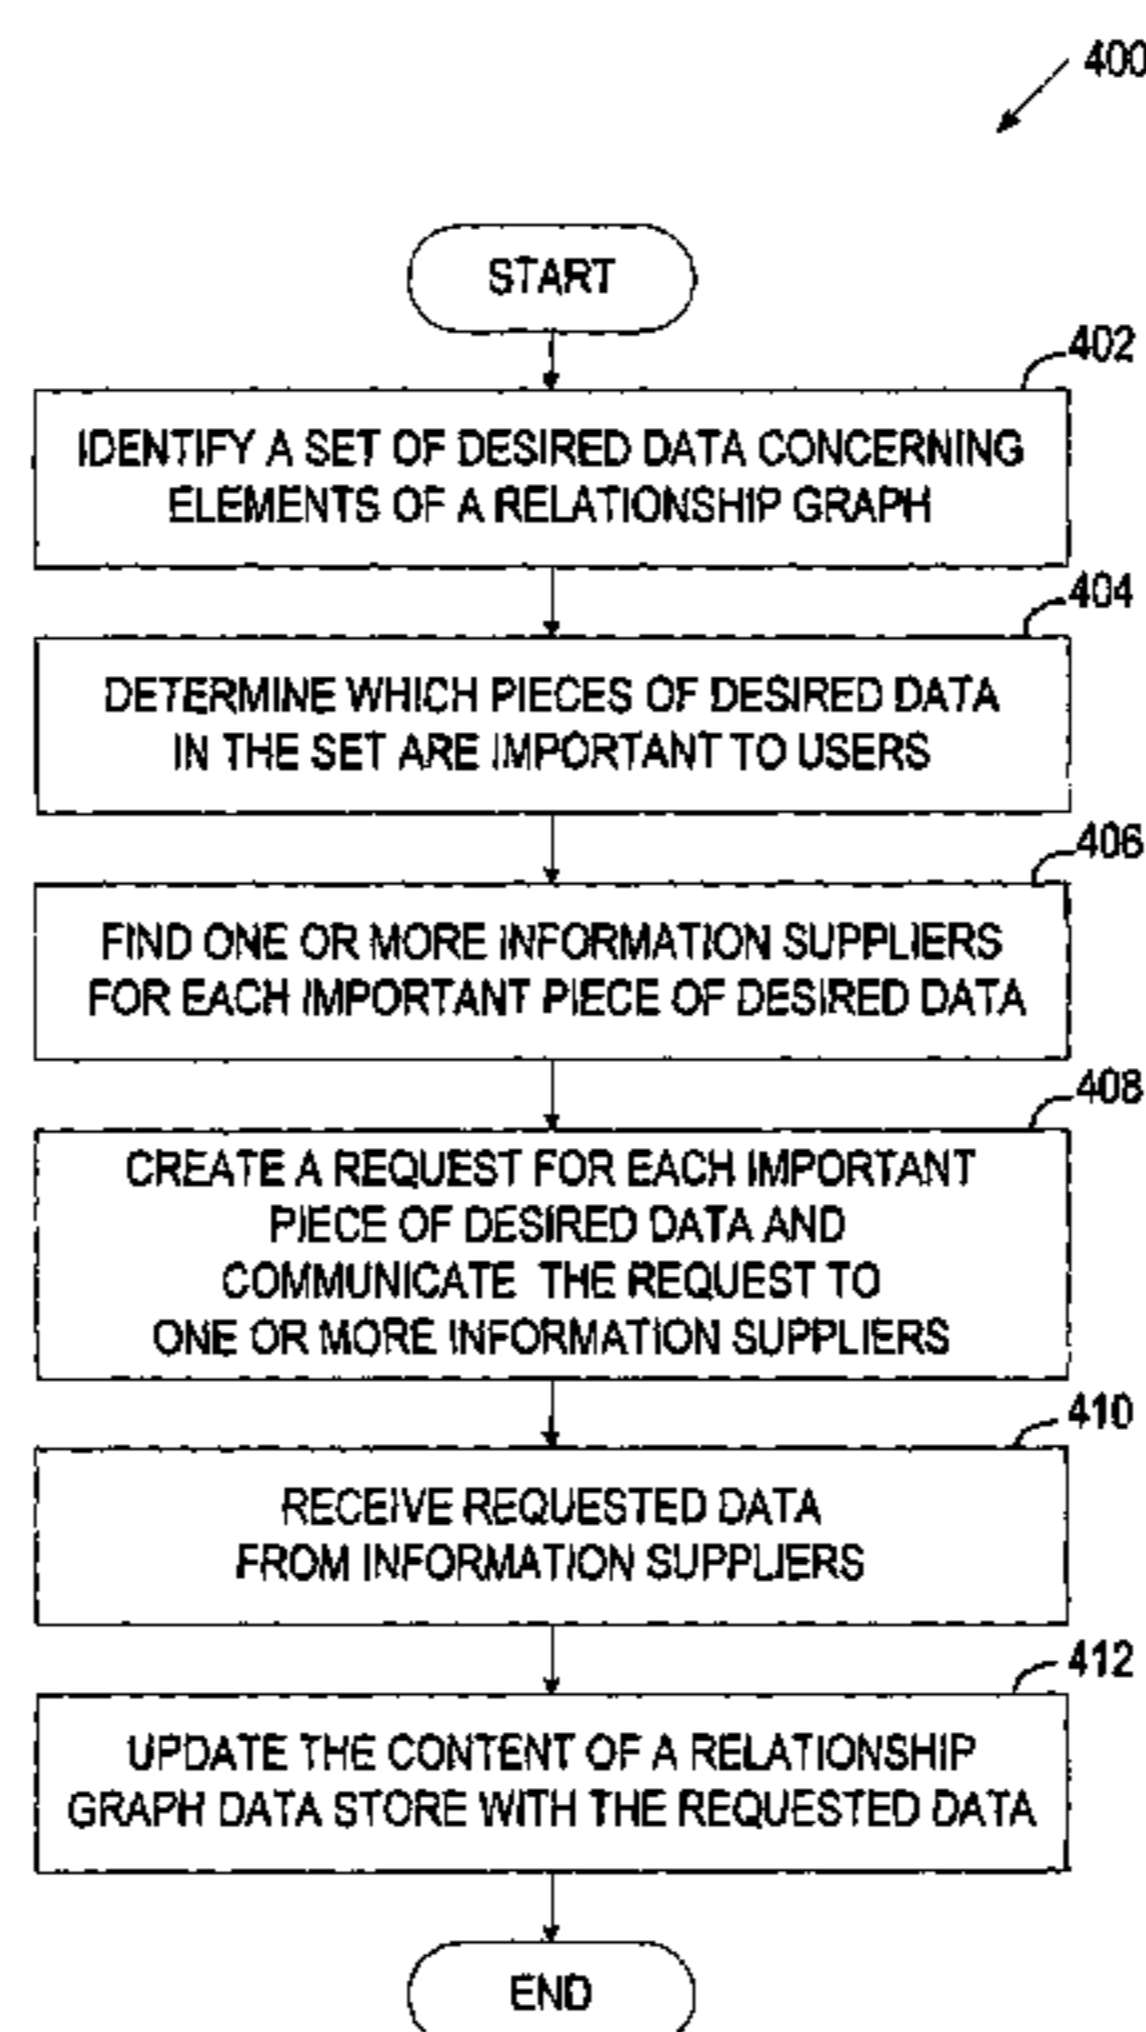 400
START
402
IDENTIFY A SET OF DESIRED DATA CONCERNING
ELEMENTS OF A RELATIONSHIP GRAPH
404
DETERMINE WHICH PIECES OF DESIRED DATA
IN THE SET ARE IMPORTANT TO USERS
406
FIND ONE OR MORE INFORMATION SUPPLIERS
FOR EACH IMPORTANT PIECE OF DESIRED DATA
408
CREATE A REQUEST FOR EACH IMPORTANT
PIECE OF DESIRED DATA AND
COMMUNICATE THE REQUEST TO
ONE OR MORE INFORMATION SUPPLIERS
410
RECEIVE REQUESTED DATA
FROM INFORMATION SUPPLIERS
412
UPDATE THE CONTENT OF A RELATIONSHIP
GRAPH DATA STORE WITH THE REQUESTED DATA
END